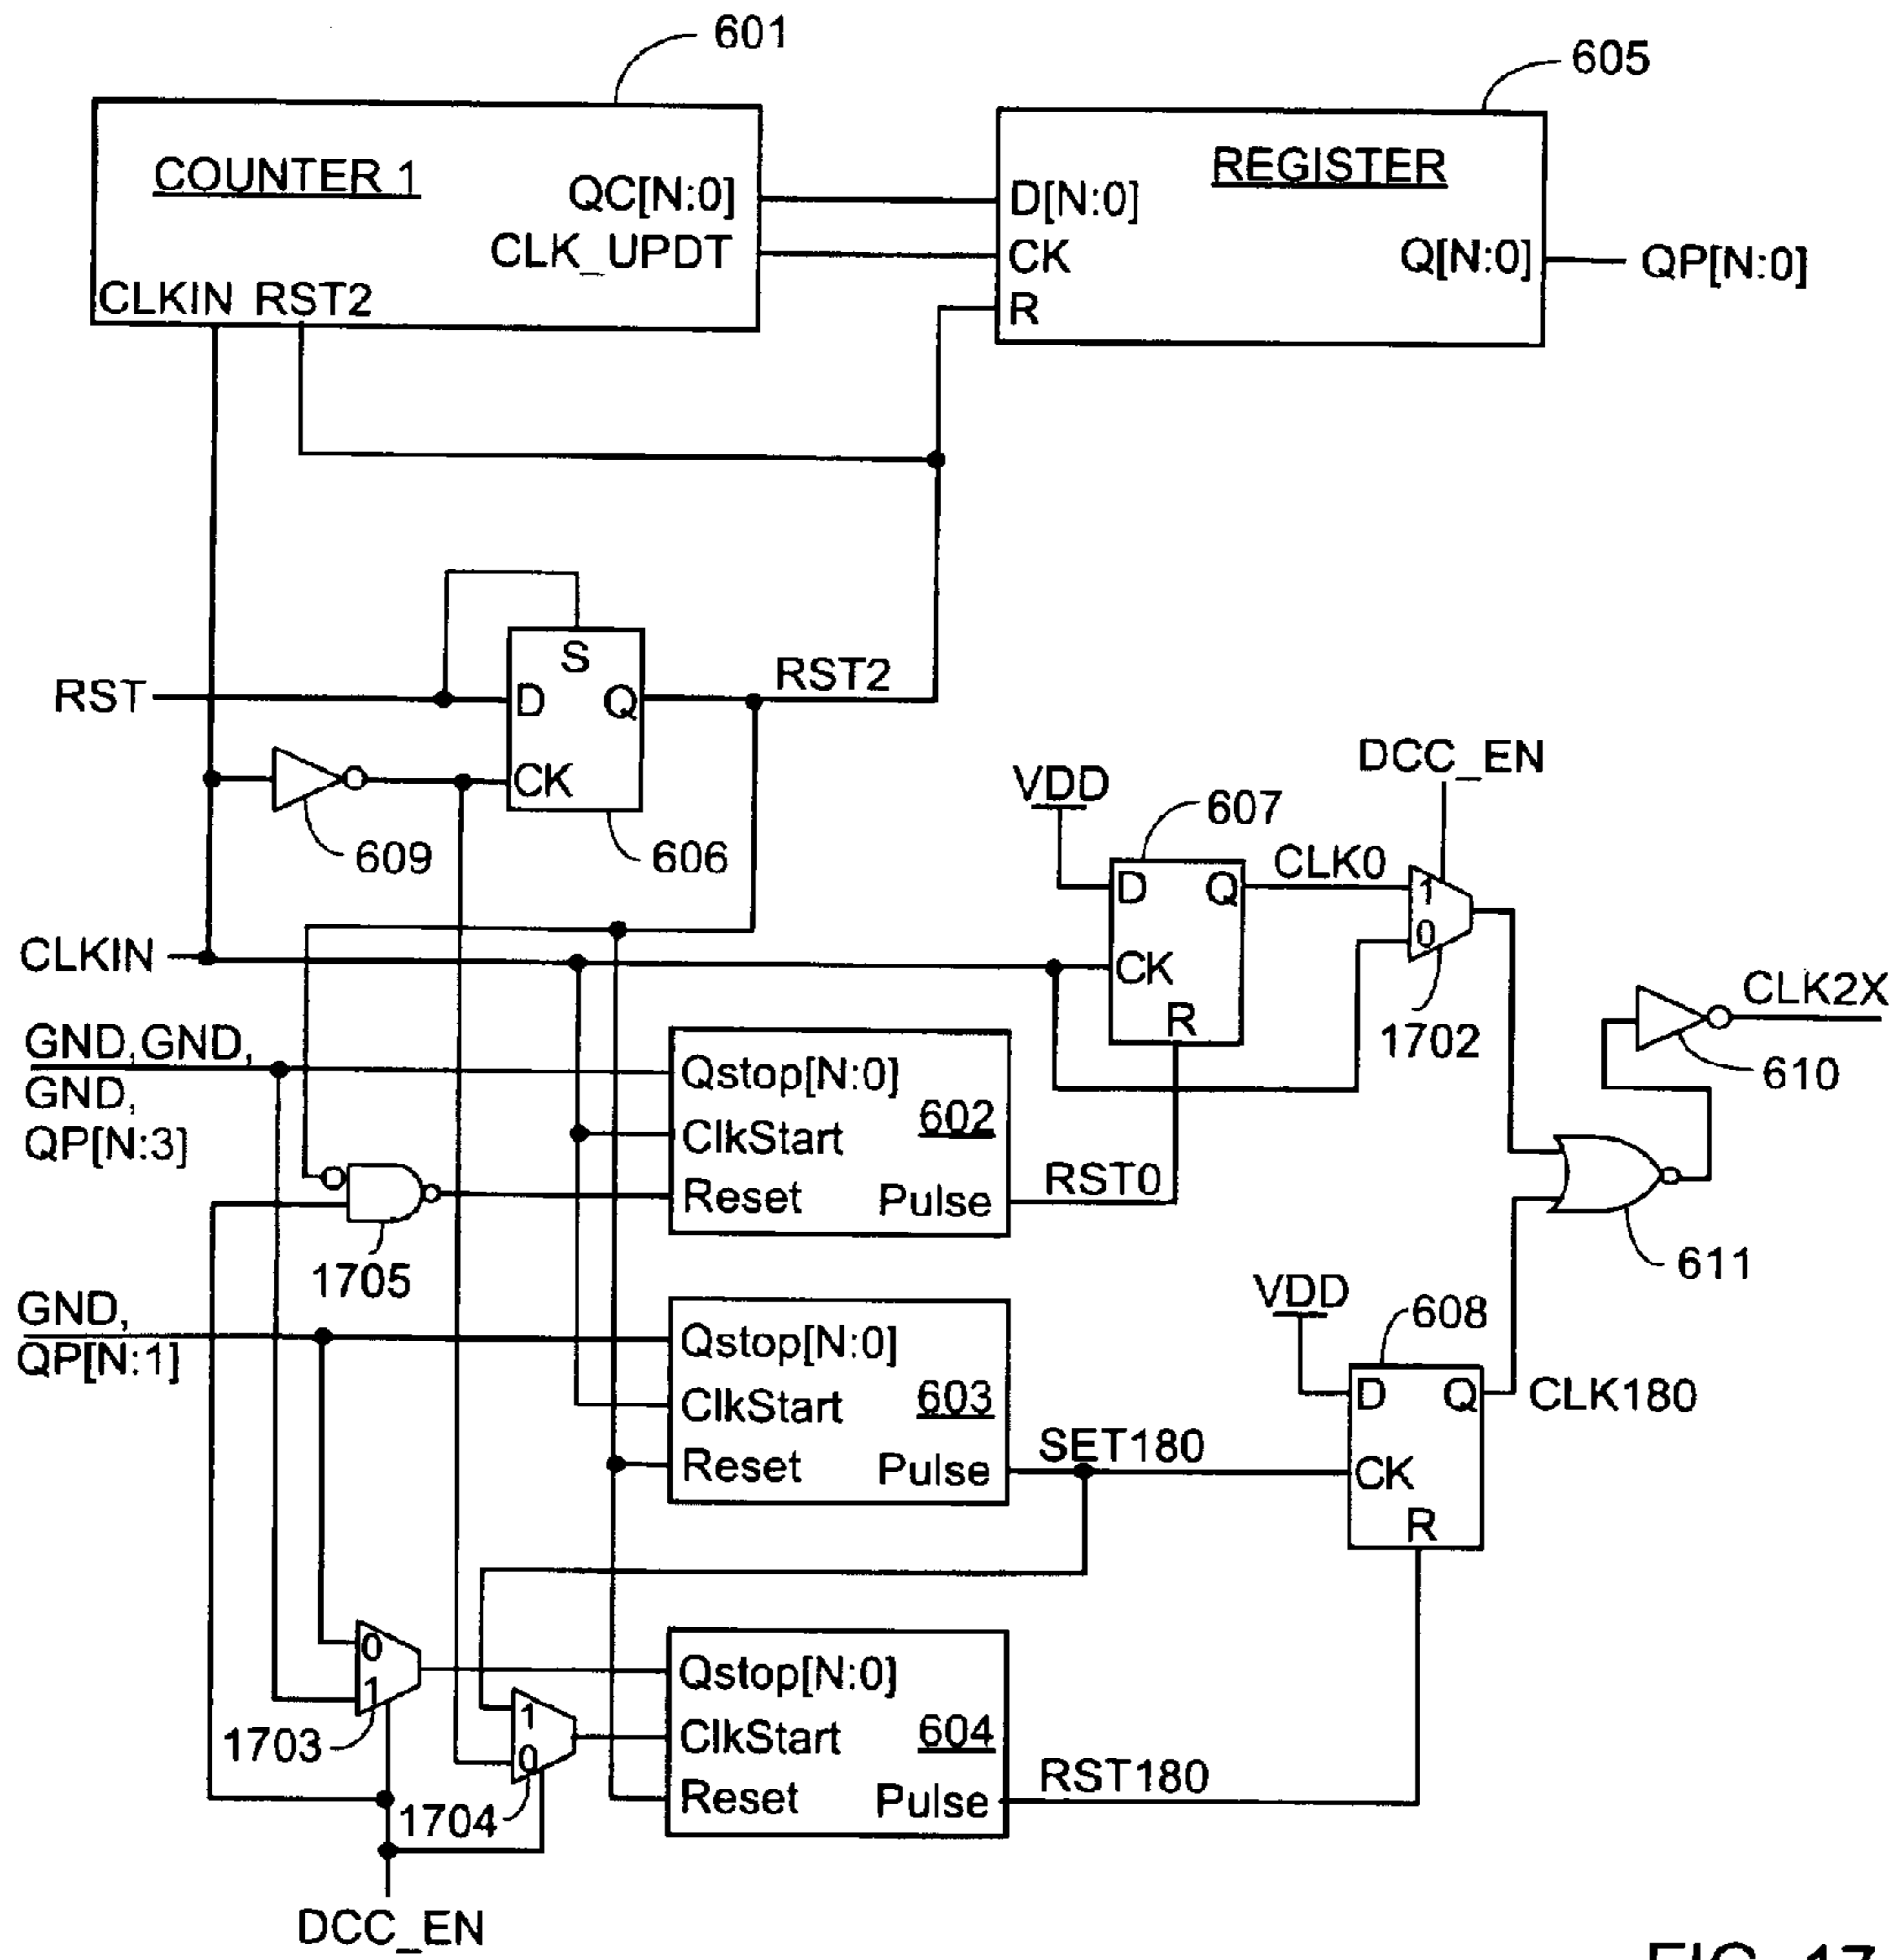 601
605
COUNTER 1
REGISTER
QC[N:0]
D[N:0]
CLK_UPDT
CK
Q[N:0]
QP[N:0]
CLKIN RST2
R
S
RST
D
Q
RST2
CK
609
606
VDD
DCC_EN
607
D
Q
CLK0
1
0
CLKIN
CK
R
1702
CLK2X
610
GND,GND,
GND,
QP[N:3]
Qstop[N:0]
602
ClkStart
Reset
Pulse
RST0
1705
611
VDD
608
GND,
QP[N:1]
Qstop[N:0]
603
ClkStart
Reset
Pulse
SET180
D
Q
CLK180
CK
R
0
1
1703
Qstop[N:0]
1
0
604
ClkStart
1704
Reset
Pulse
RST180
DCC_EN
FIG. 17